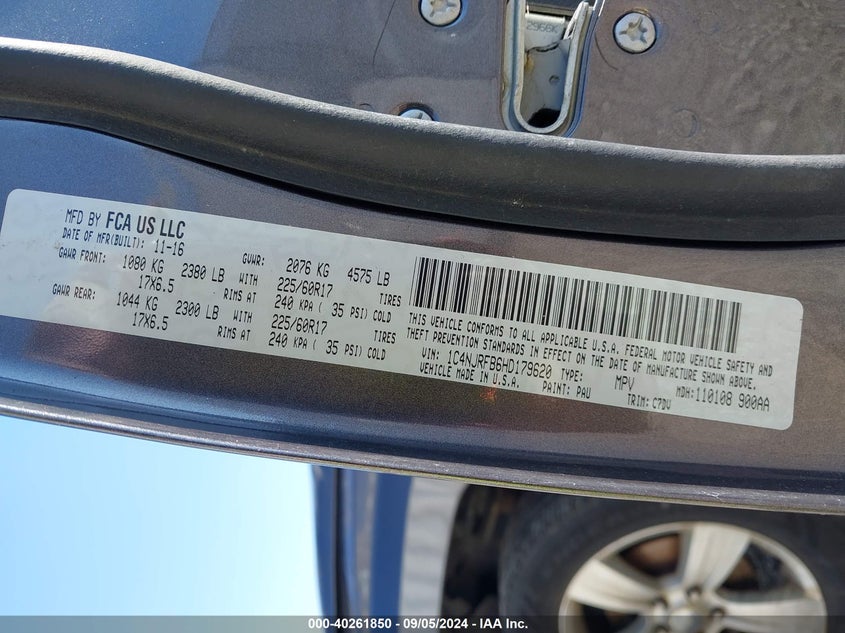 2966K
MFD BY FCA US LLC
DATE OF MFR(BUILT): 11-16 GVWR: 2076 KG 4575 LB
GAWR FRONT: 1080 KG 2380 LB WITH 225/60R17 TIRES
17X6.5 RIMS AT 240 KPA ( 35 PSI) COLD
GAWR REAR: 1044 KG 2300 LB WITH 225/60R17 TIRES
17X6.5 RIMS AT 240 KPA ( 35 PSI) COLD
THIS VEHICLE CONFORMS TO ALL APPLICABLE U.S.A. FEDERAL MOTOR VEHICLE SAFETY AND
THEFT PREVENTION STANDARDS IN EFFECT ON THE DATE OF MANUFACTURE SHOWN ABOVE.
VIN: 1C4NJRFB6HD179620 TYPE: MPV MDH:110108 900AA
VEHICLE MADE IN U.S.A. PAINT: PAU TRIM: C7DV
000-40261850 - 09/05/2024 - IAA Inc.